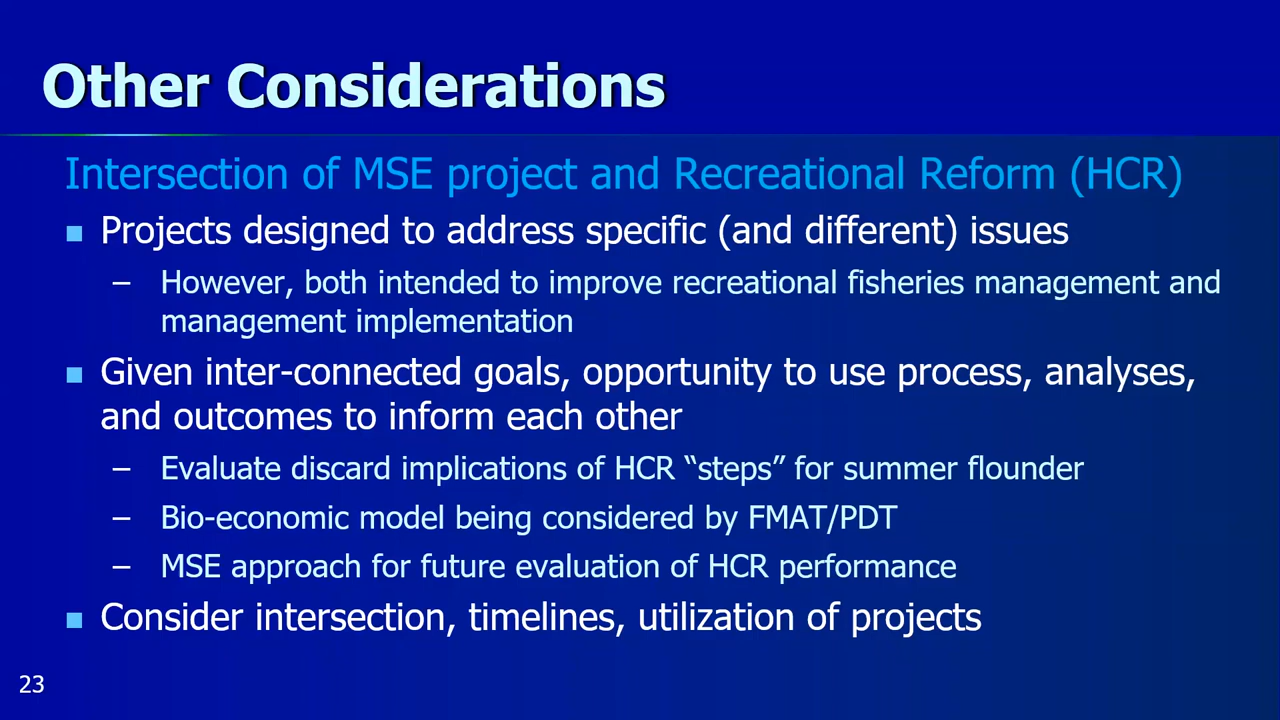 Other Considerations
Intersection of MSE project and Recreational Reform (HCR)
■ Projects designed to address specific (and different) issues
– However, both intended to improve recreational fisheries management and
management implementation
■ Given inter-connected goals, opportunity to use process, analyses,
and outcomes to inform each other
– Evaluate discard implications of HCR “steps” for summer flounder
– Bio-economic model being considered by FMAT/PDT
– MSE approach for future evaluation of HCR performance
■ Consider intersection, timelines, utilization of projects
23